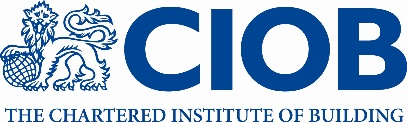 CIOB
THE CHARTERED INSTITUTE OF BUILDING